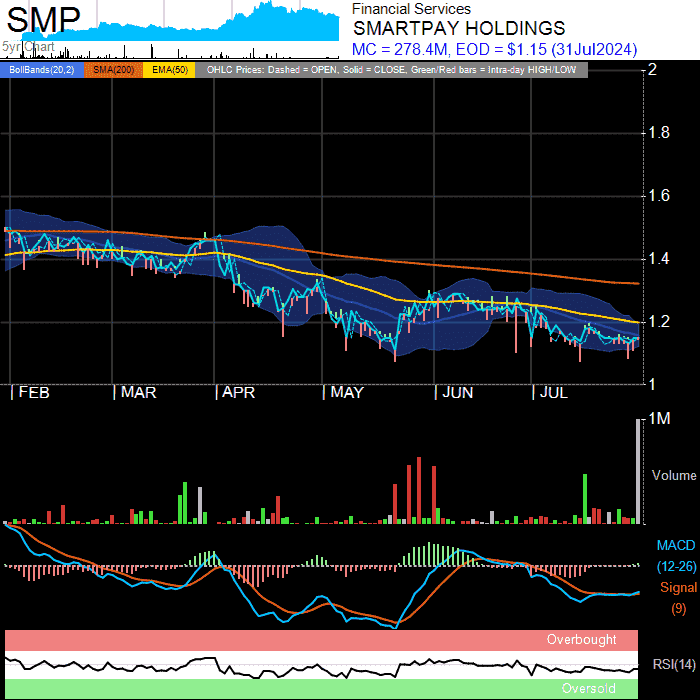 SMP
Financial Services
SMARTPAY HOLDINGS
5yr Chart
MC = 278.4M, EOD = $1.15 (31Jul2024)
BollBands(20,2) SMA(200) EMA(50) OHLC Prices: Dashed = OPEN, Solid = CLOSE, Green/Red bars = Intra-day HIGH/LOW
2
1.8
1.6
1.4
1.2
1
FEB MAR APR MAY JUN JUL
1M
Volume
MACD
(12-26)
Signal
(9)
Overbought
RSI(14)
Oversold